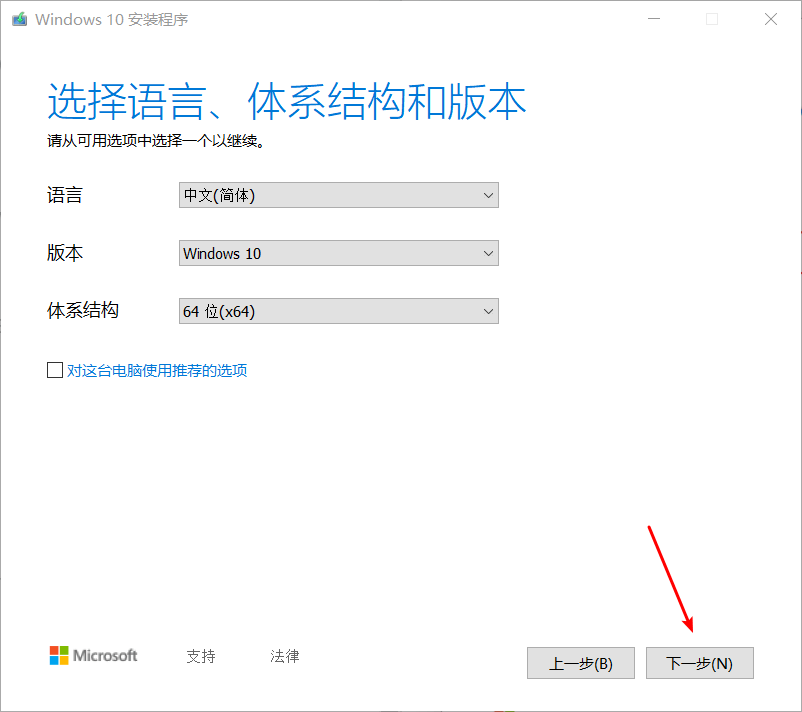 Windows 10 安装程序
选择语言、体系结构和版本
请从可用选项中选择一个以继续。
语言 中文(简体)
版本 Windows 10
体系结构 64 位(x64)
对这台电脑使用推荐的选项
Microsoft 支持 法律 上一步(B) 下一步(N)